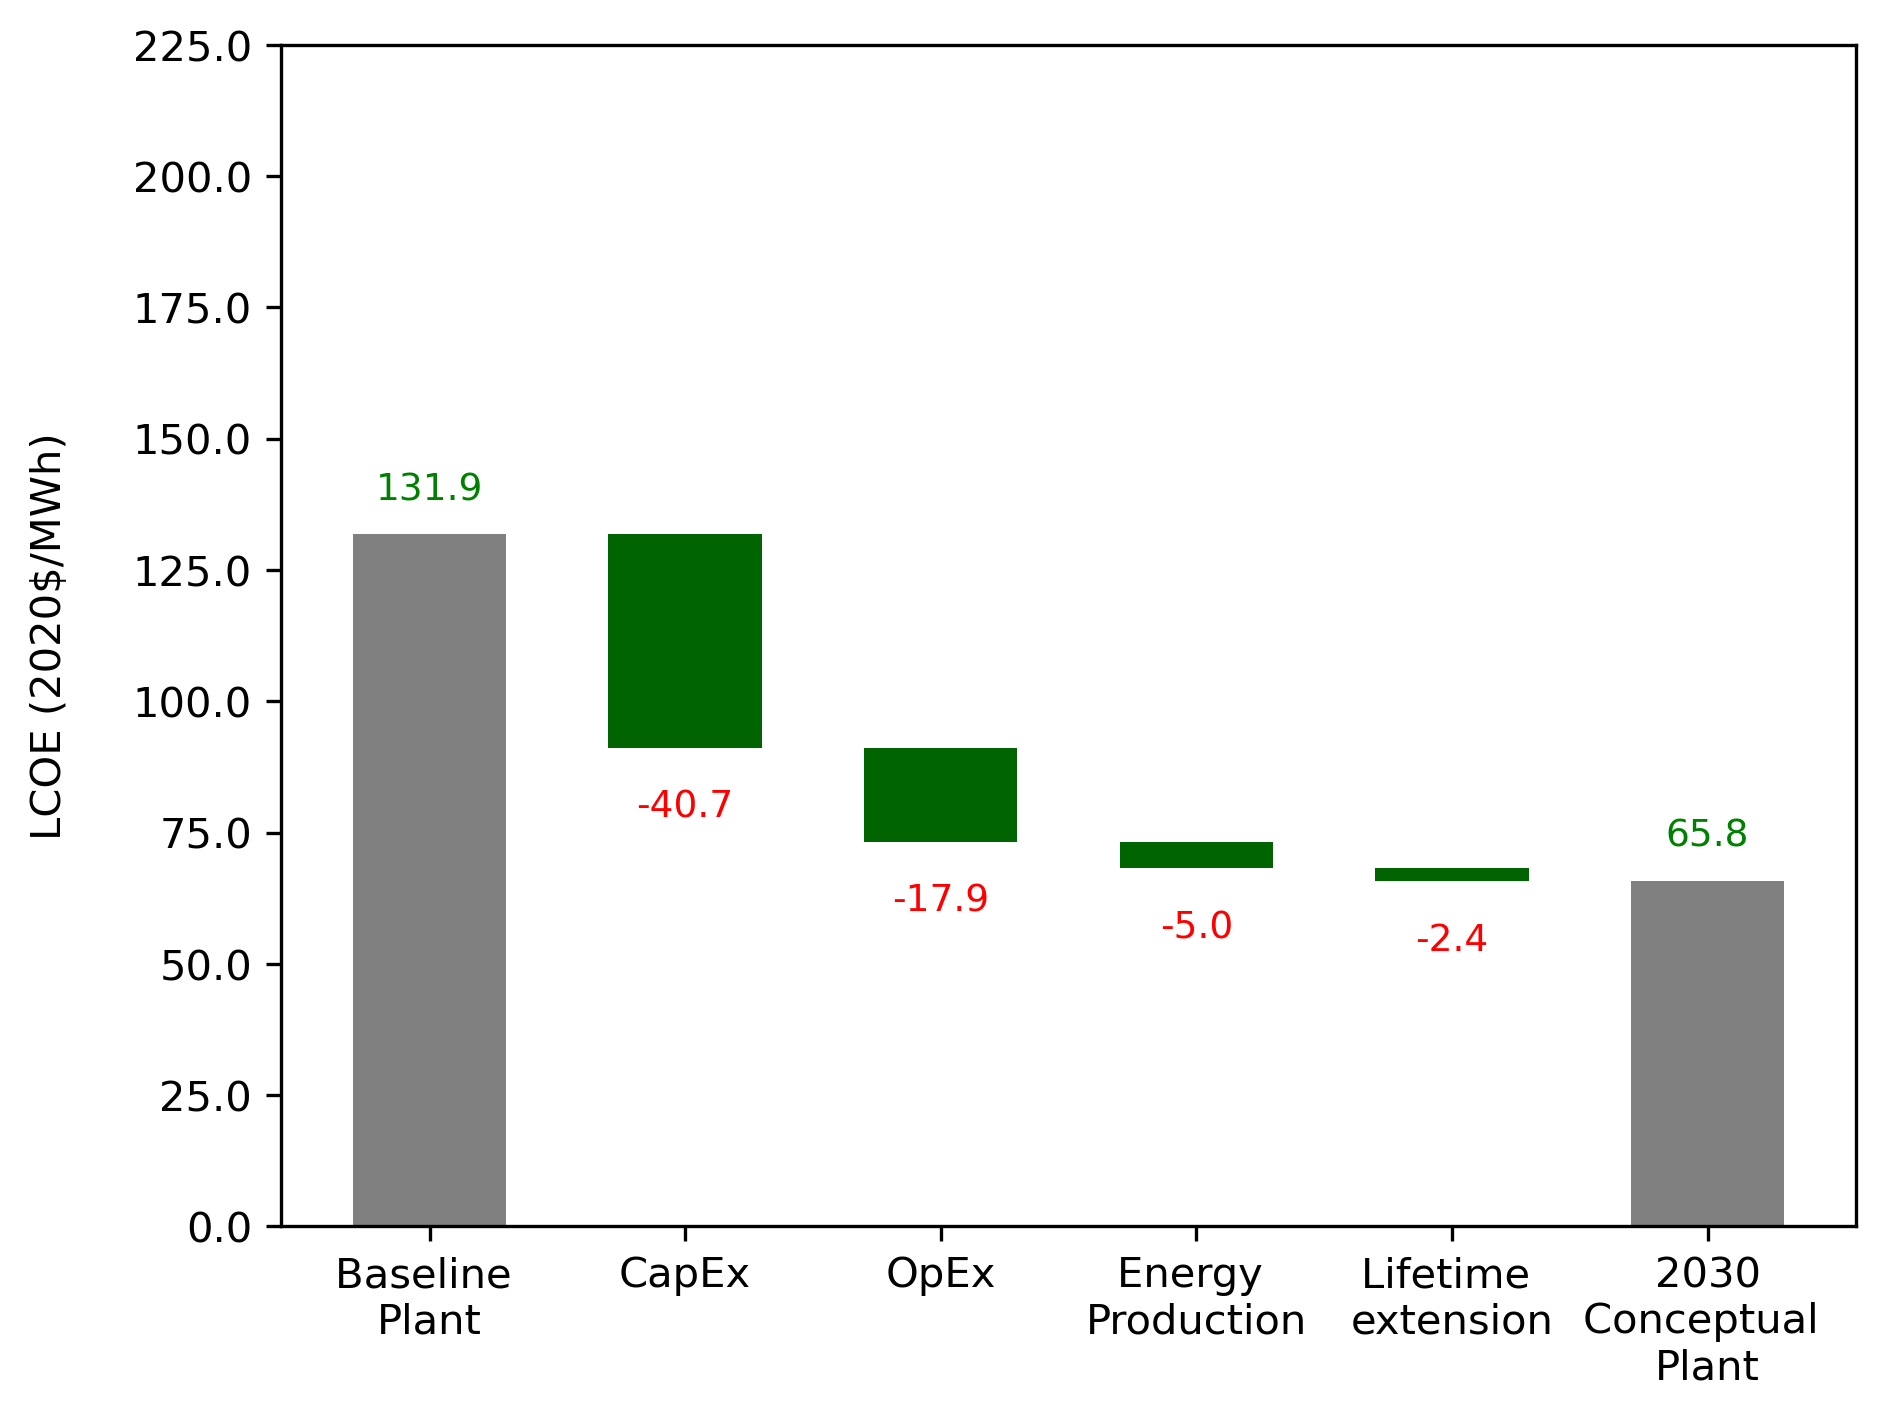 225.0
200.0
175.0
150.0
125.0
100.0
75.0
50.0
25.0
0.0
LCOE (2020$/MWh)
131.9
-40.7
-17.9
-5.0
-2.4
65.8
Baseline
Plant
CapEx
OpEx
Energy
Production
Lifetime
extension
2030
Conceptual
Plant